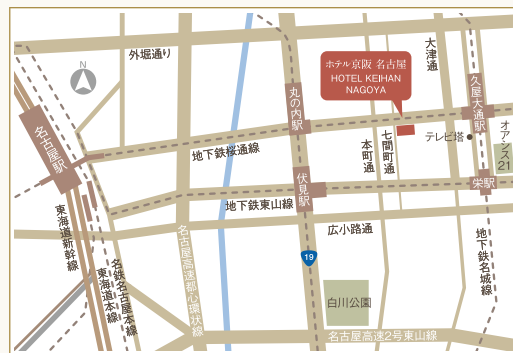 外堀通り
大津通
ホテル京阪 名古屋
HOTEL KEIHAN
NAGOYA
N
丸の内駅
久屋大通駅
名古屋駅
地下鉄桜通線
本町通
七間町通
テレビ塔
オアシス21
伏見駅
栄駅
地下鉄東山線
東海道新幹線
広小路通
名古屋高速都心環状線
地下鉄名城線
名鉄名古屋本線
東海道本線
19
白川公園
名古屋高速2号東山線